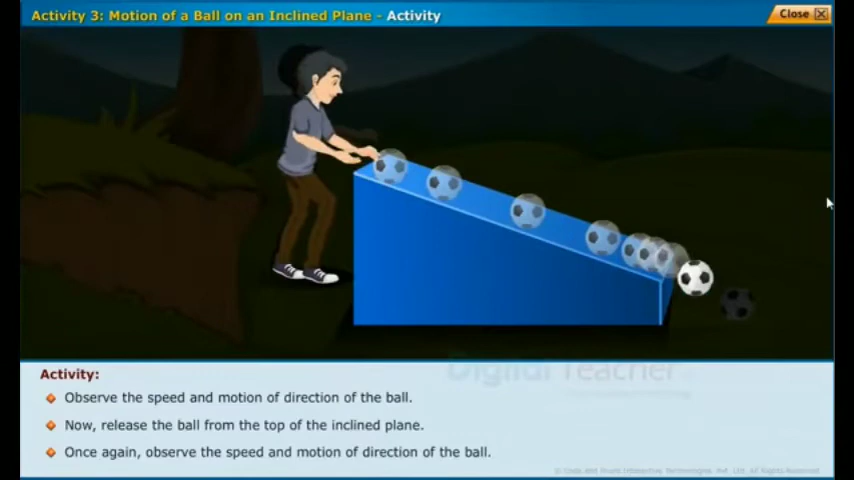 Activity 3: Motion of a Ball on an Inclined Plane - Activity
Close
Activity:
Observe the speed and motion of direction of the ball.
Now, release the ball from the top of the inclined plane.
Once again, observe the speed and motion of direction of the ball.
Digital Teacher